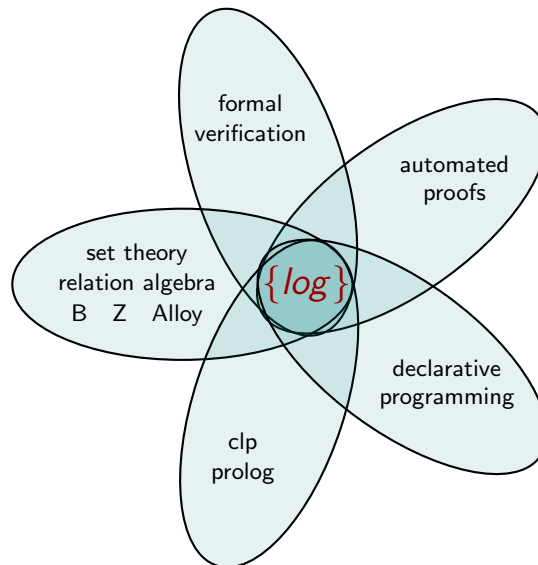 formal
verification
automated
proofs
set theory
relation algebra
B Z Alloy
{log}
declarative
programming
clp
prolog